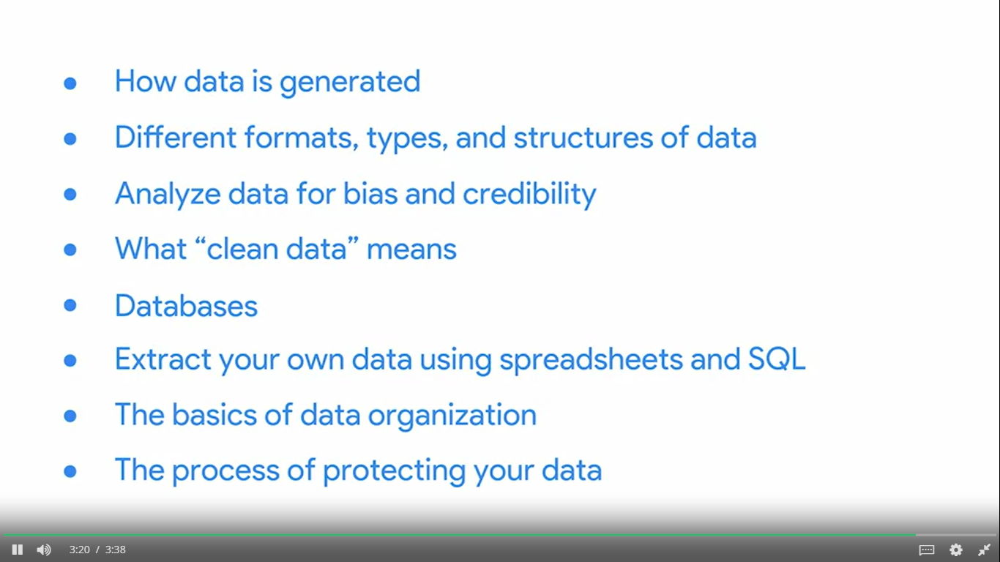 ● How data is generated
● Different formats, types, and structures of data
● Analyze data for bias and credibility
● What “clean data” means
● Databases
● Extract your own data using spreadsheets and SQL
● The basics of data organization
● The process of protecting your data
3:20 / 3:38